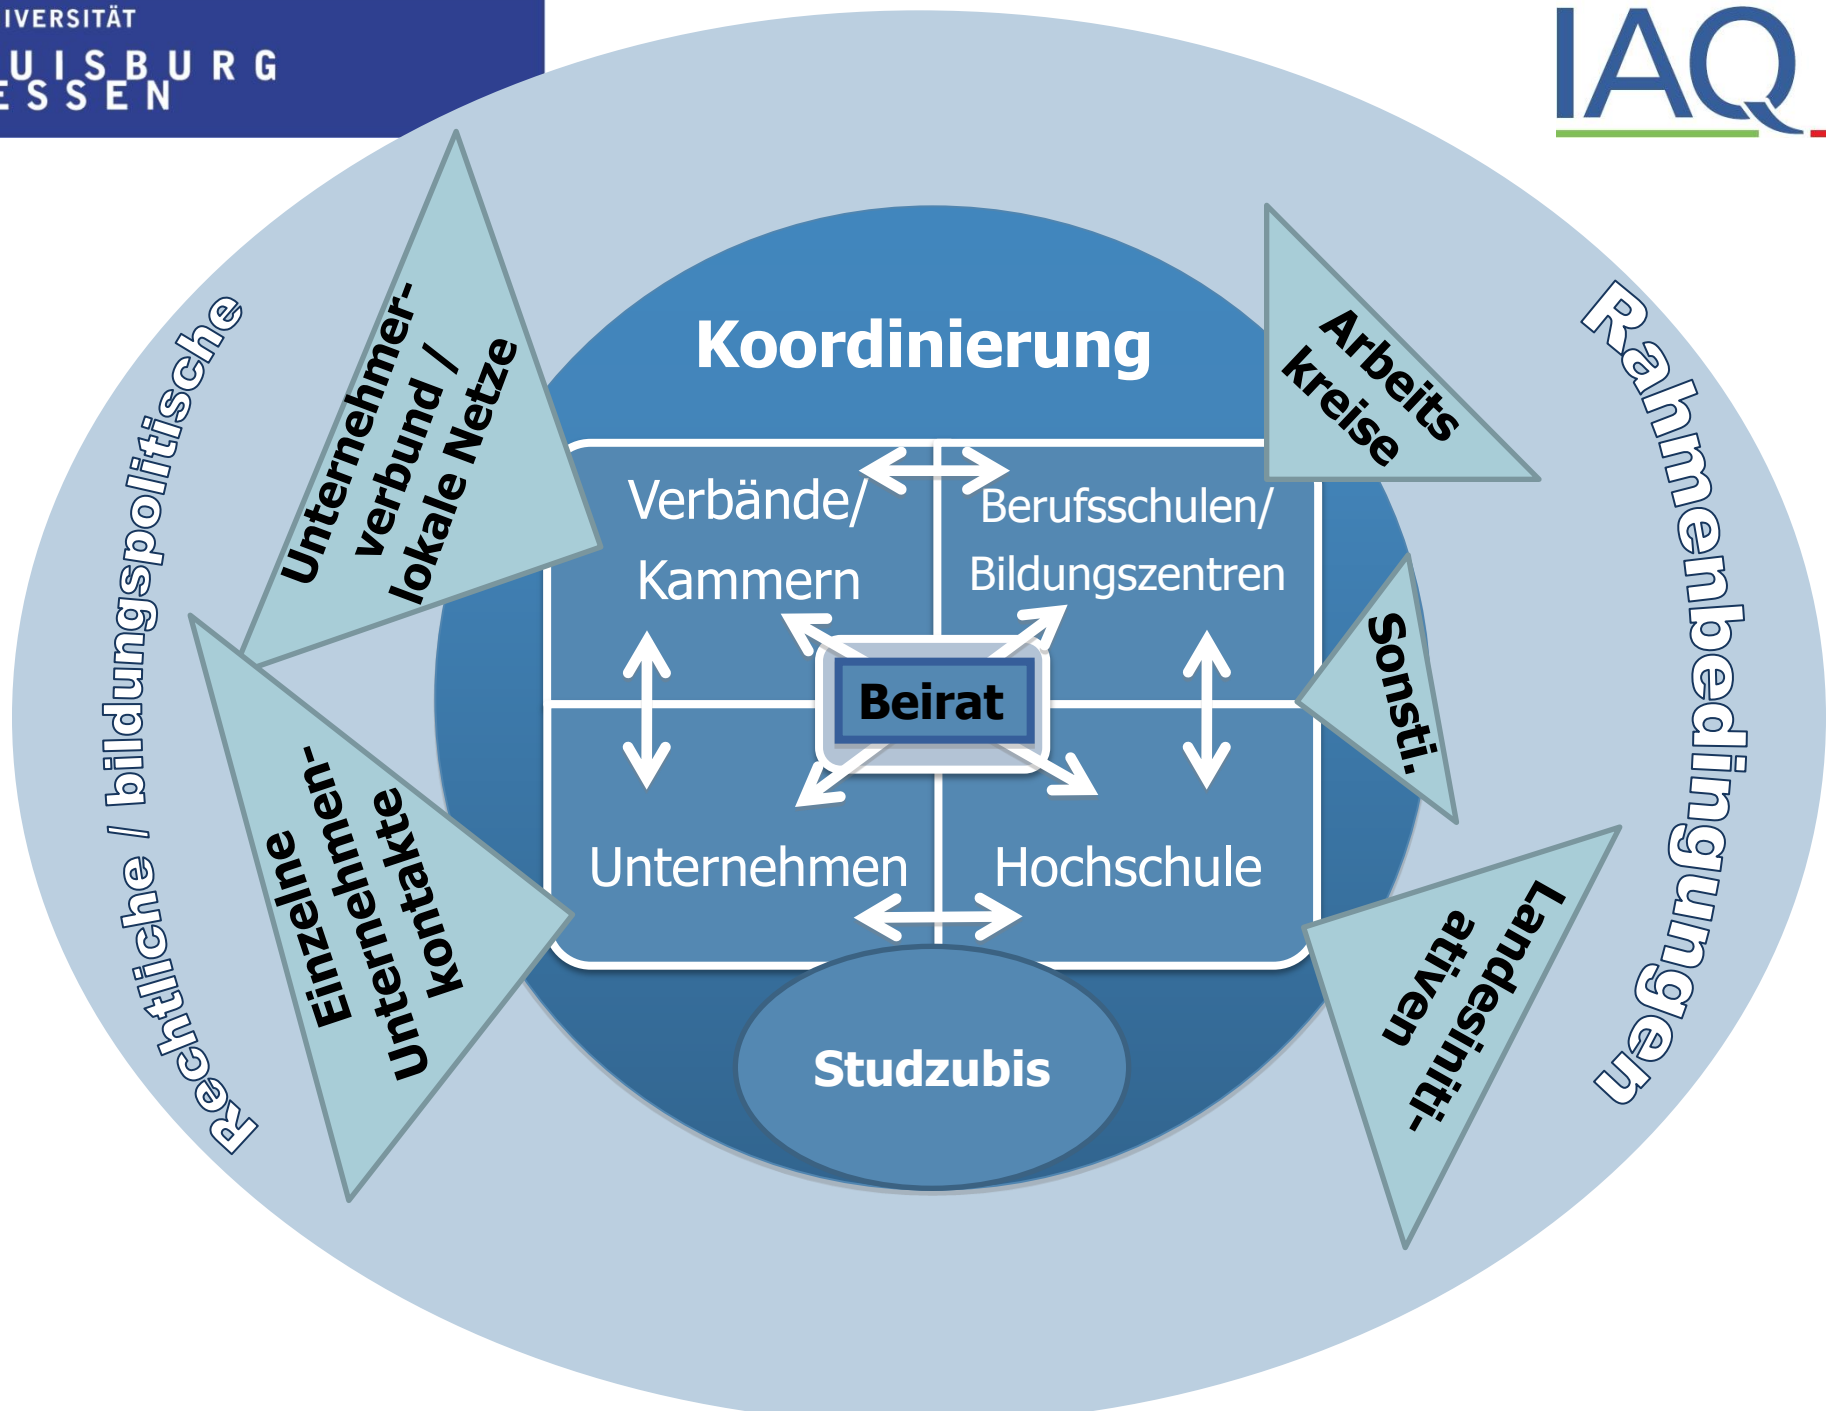 IVERSITÄT
UISBURG
ESSEN
IAQ
Rechtliche / bildungspolitische
Rahmenbedingungen
Unternehmer-
verbund /
lokale Netze
Koordinierung
Arbeits
kreise
Verbände/
Kammern
Berufsschulen/
Bildungszentren
Sonsti.
Beirat
Einzelne
Unternehmen-
kontakte
Unternehmen
Hochschule
Landesiniti-
ativen
Studzubis